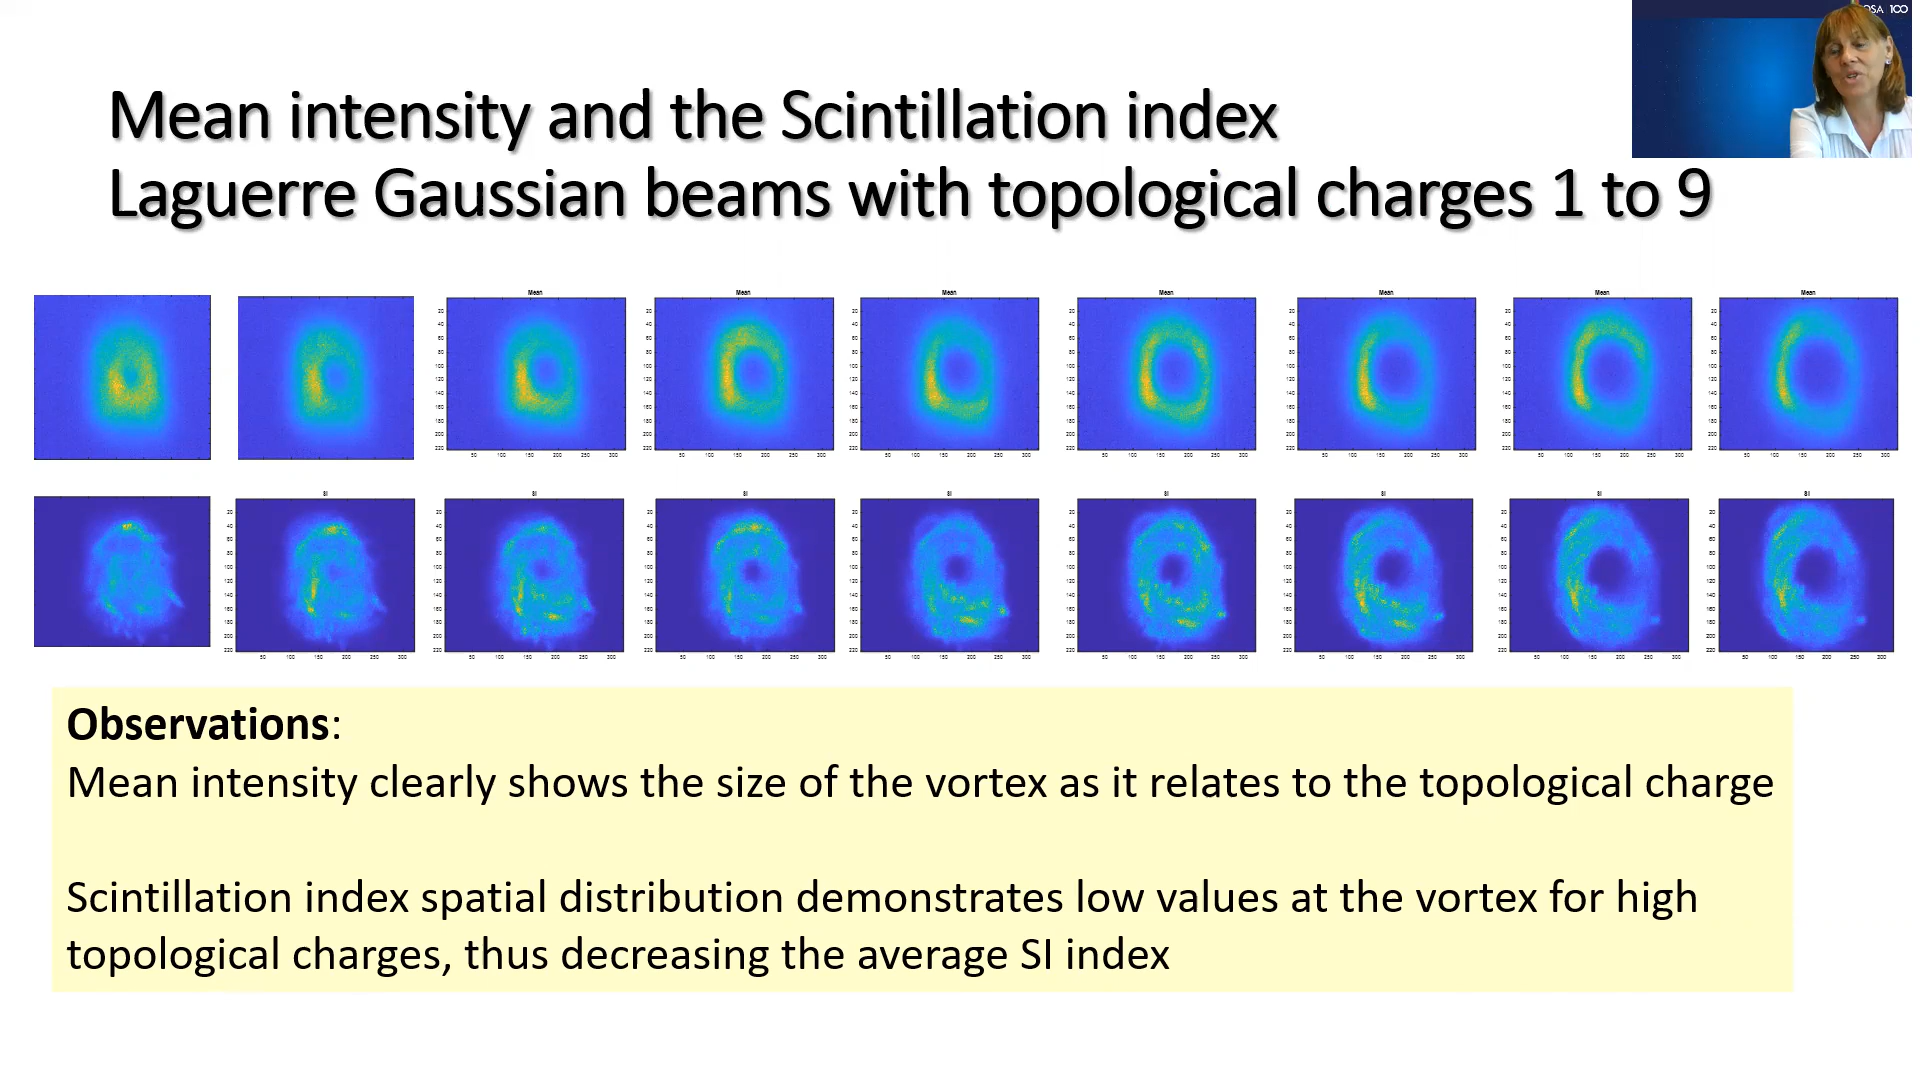 OSA 100
Mean intensity and the Scintillation index
Laguerre Gaussian beams with topological charges 1 to 9
Mean Mean Mean Mean Mean Mean Mean
SI SI SI SI SI SI SI SI
Observations:
Mean intensity clearly shows the size of the vortex as it relates to the topological charge
Scintillation index spatial distribution demonstrates low values at the vortex for high
topological charges, thus decreasing the average SI index